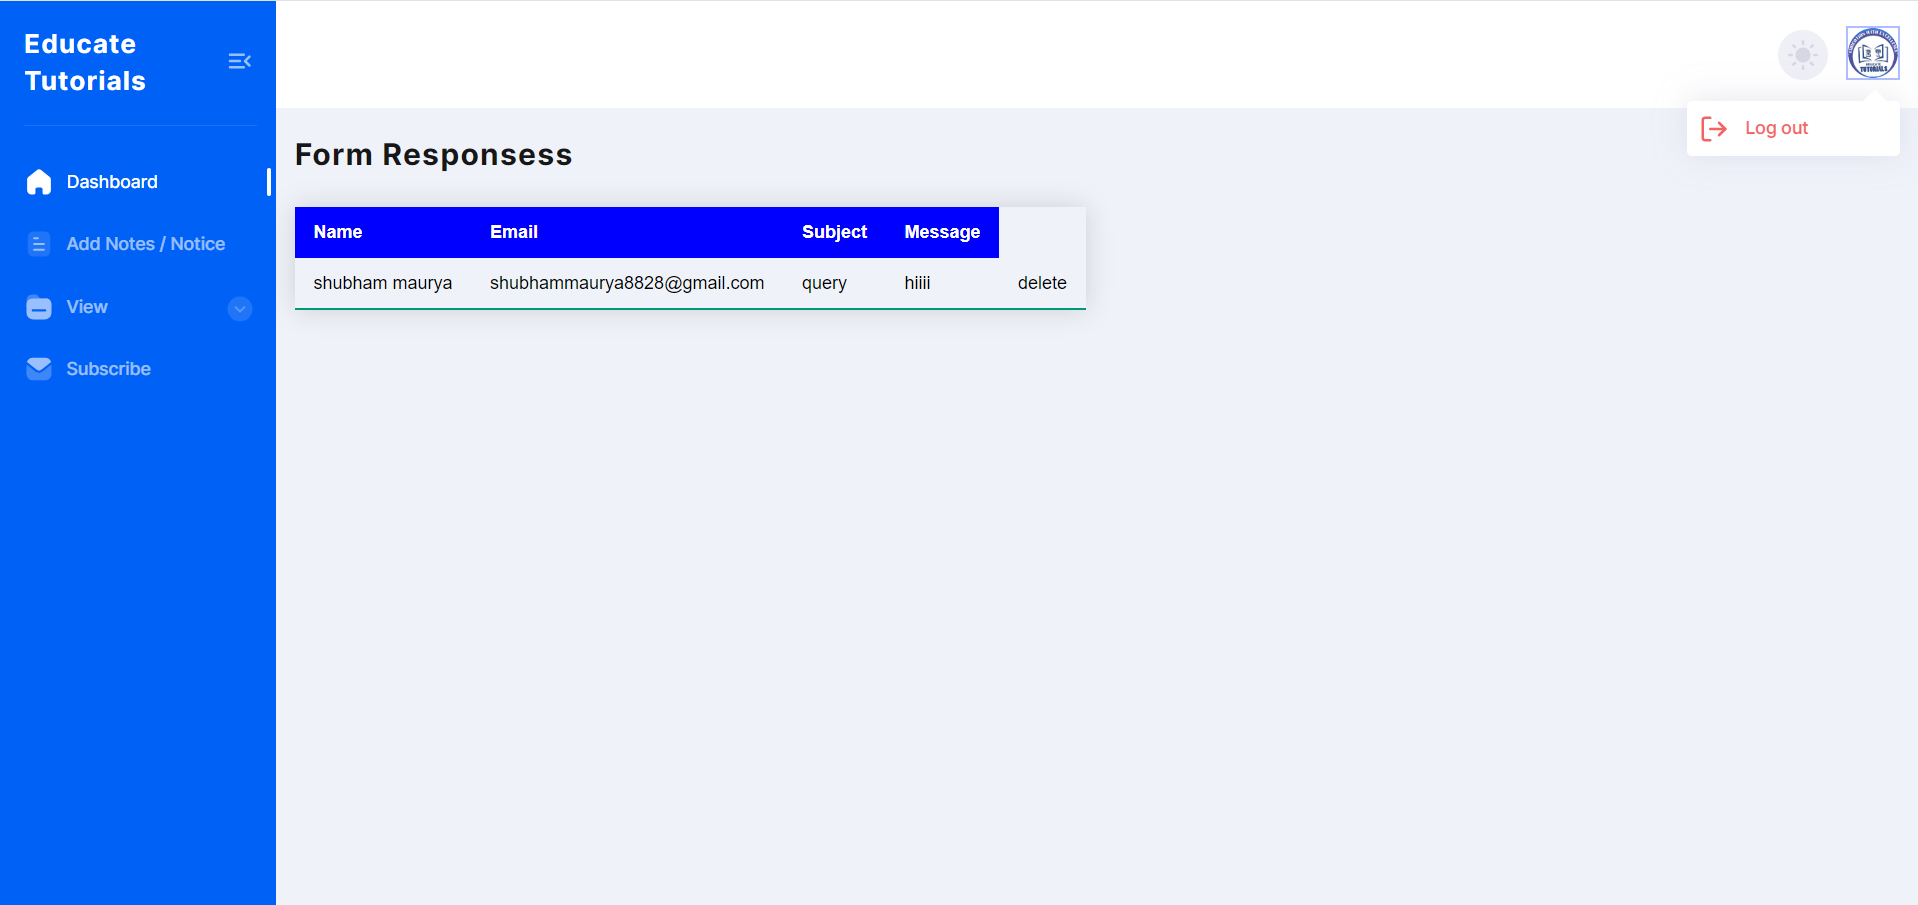 Educate
Tutorials
Dashboard
Add Notes / Notice
View
Subscribe
TUTORIALS
Log out
Form Responsess
Name Email Subject Message
shubham maurya shubhammaurya8828@gmail.com query hiiii delete